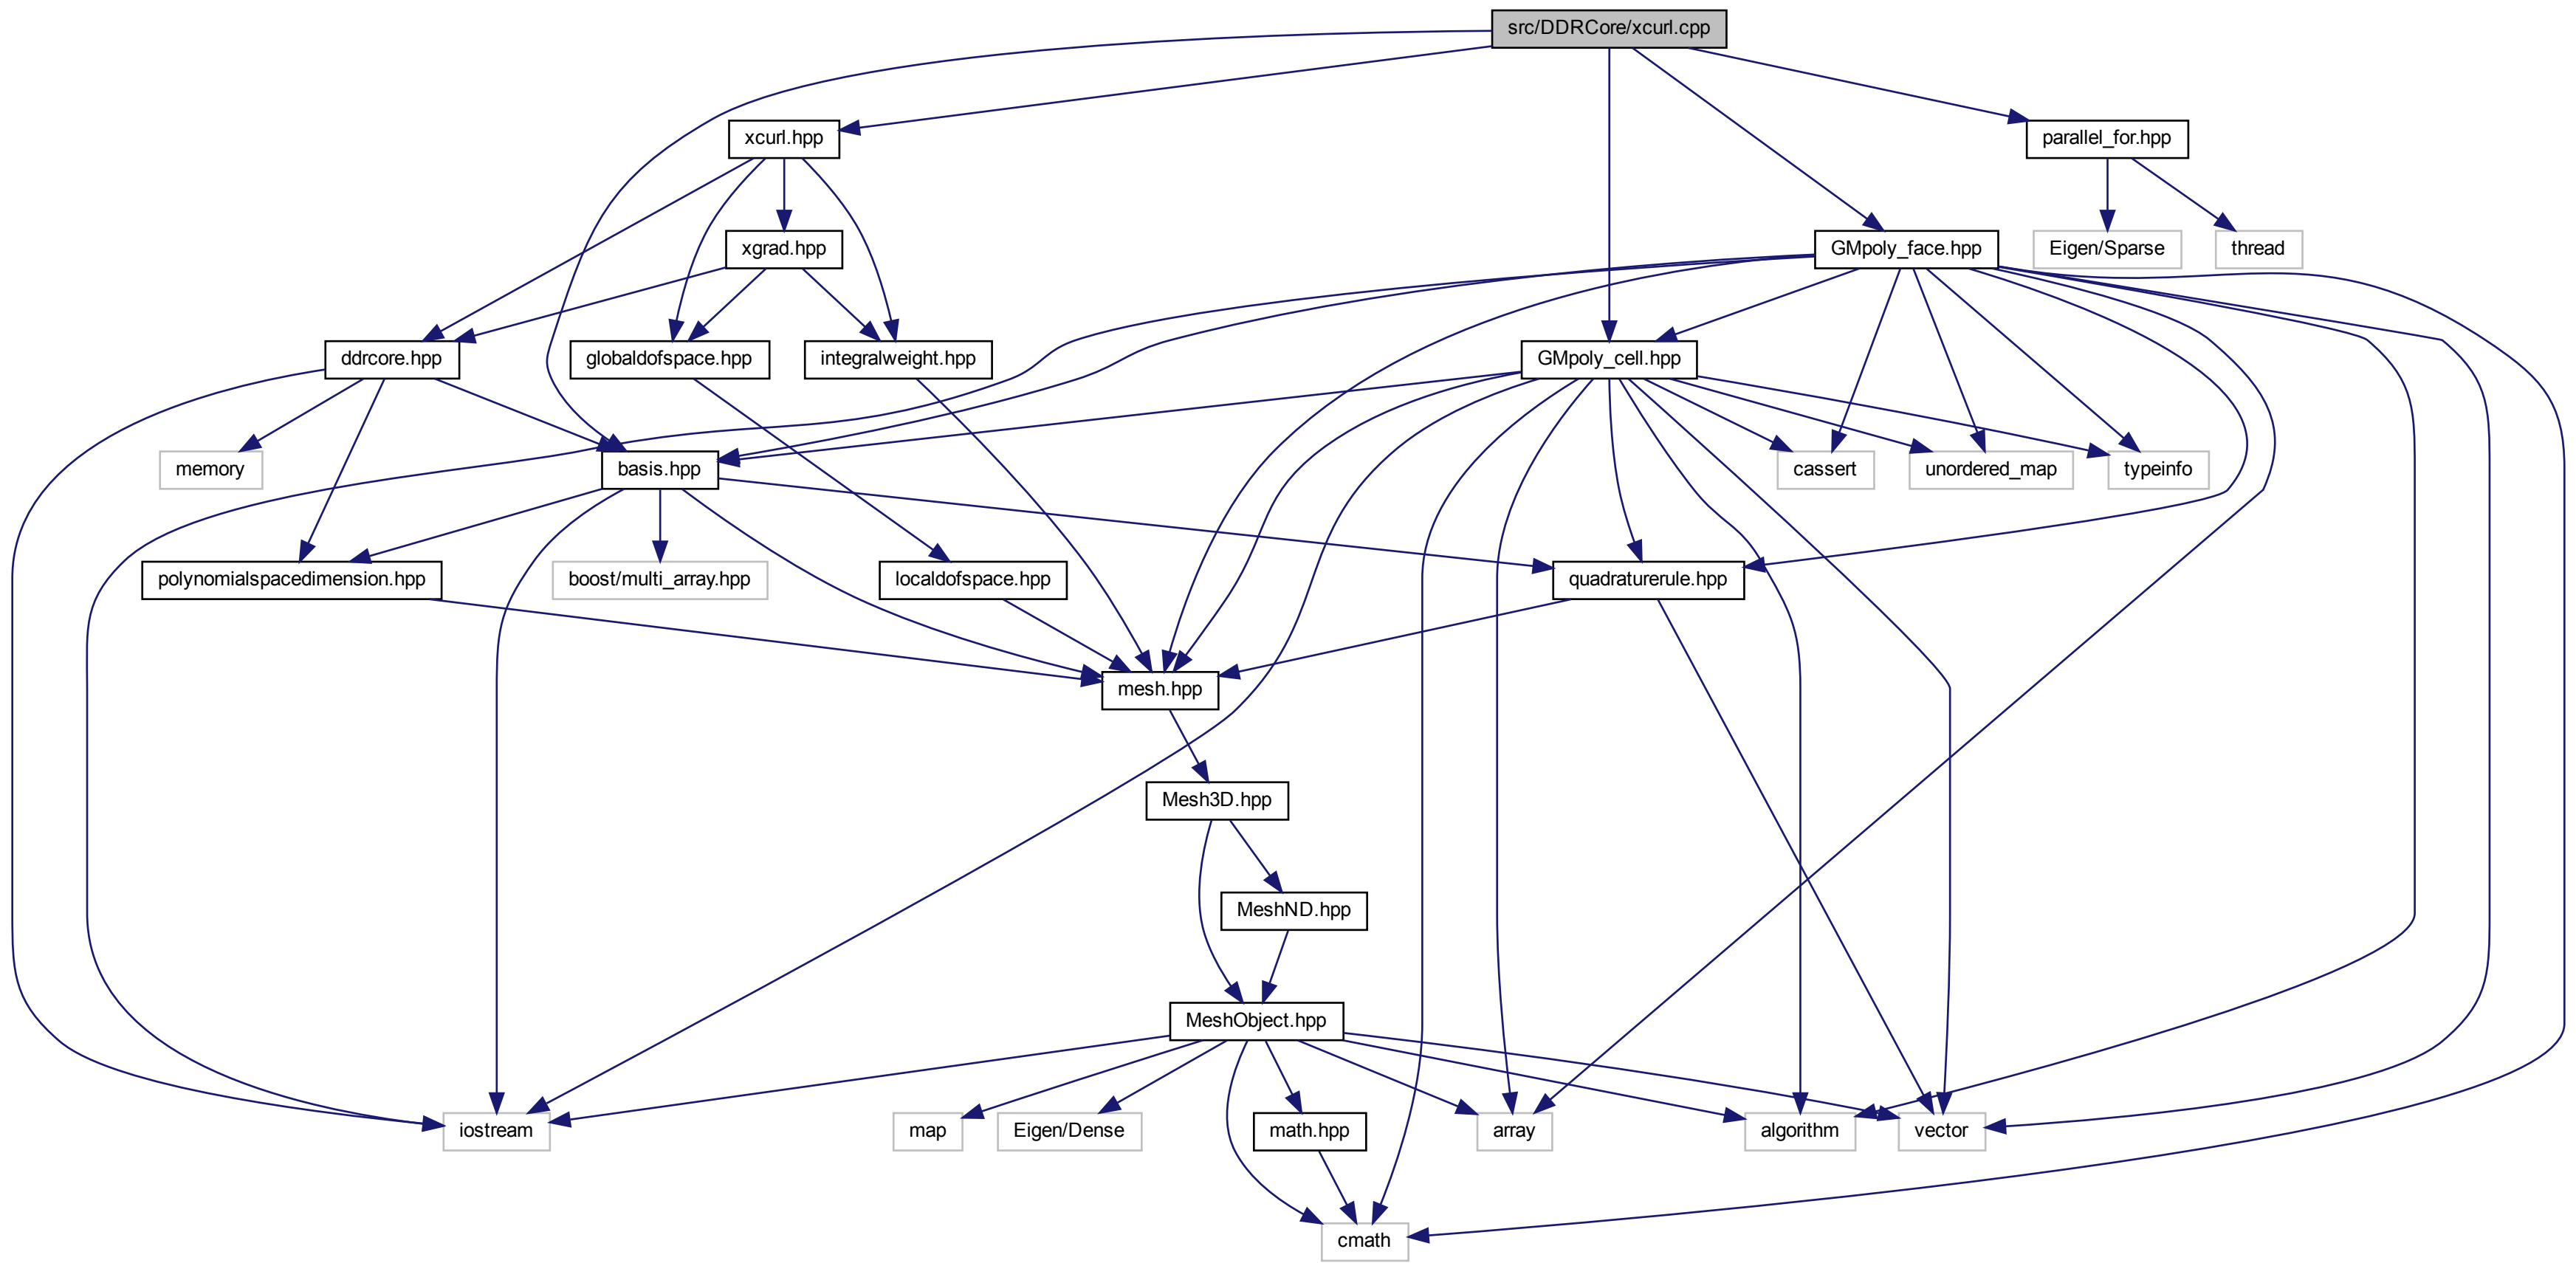 src/DDRCore/xcurl.cpp
xcurl.hpp
parallel_for.hpp
xgrad.hpp
GMpoly_face.hpp
Eigen/Sparse
thread
ddrcore.hpp
globaldofspace.hpp
integralweight.hpp
GMpoly_cell.hpp
memory
basis.hpp
cassert
unordered_map
typeinfo
polynomialspacedimension.hpp
boost/multi_array.hpp
localdofspace.hpp
quadraturerule.hpp
mesh.hpp
Mesh3D.hpp
MeshND.hpp
MeshObject.hpp
iostream
map
Eigen/Dense
math.hpp
array
algorithm
vector
cmath